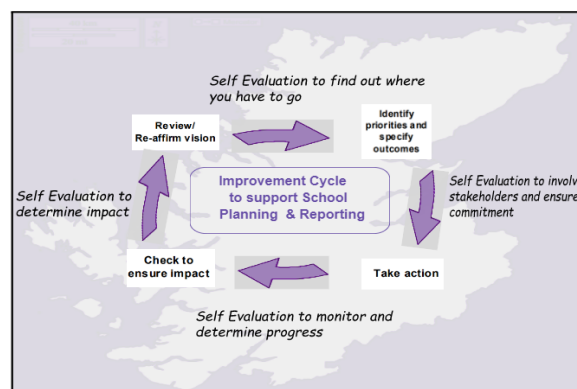 Self Evaluation to find out where
you have to go
Review/
Re-affirm vision
Identify
priorities and
specify
outcomes
Improvement Cycle
to support School
Planning & Reporting
Self Evaluation to
determine impact
Self Evaluation to involv
stakeholders and ensure
commitment
Check to
ensure impact
Take action
Self Evaluation to monitor and
determine progress